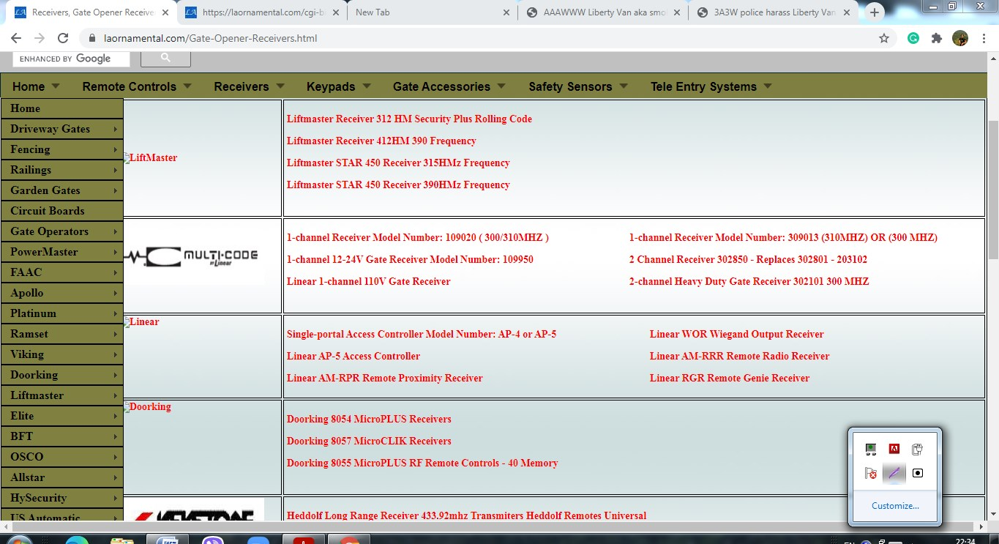 Receivers, Gate Opener Receive
https://laornamental.com/cgi-b
New Tab
AAAWWW Liberty Van aka smo
3A3W police harass Liberty Van
laornamental.com/Gate-Opener-Receivers.html
ENHANCED BY Google
Home Remote Controls Receivers Keypads Gate Accessories Safety Sensors Tele Entry Systems
Home
Driveway Gates
Fencing
Railings
Garden Gates
Circuit Boards
Gate Operators
PowerMaster
FAAC
Apollo
Platinum
Ramset
Viking
Doorking
Liftmaster
Elite
BFT
OSCO
Allstar
HySecurity
US Automatic
LiftMaster
Liftmaster Receiver 312 HM Security Plus Rolling Code
Liftmaster Receiver 412HM 390 Frequency
Liftmaster STAR 450 Receiver 315HMz Frequency
Liftmaster STAR 450 Receiver 390HMz Frequency
MULTI-CODE
BY Linear
1-channel Receiver Model Number: 109020 ( 300/310MHZ )
1-channel 12-24V Gate Receiver Model Number: 109950
Linear 1-channel 110V Gate Receiver
1-channel Receiver Model Number: 309013 (310MHZ) OR (300 MHZ)
2 Channel Receiver 302850 - Replaces 302801 - 203102
2-channel Heavy Duty Gate Receiver 302101 300 MHZ
Linear
Single-portal Access Controller Model Number: AP-4 or AP-5
Linear AP-5 Access Controller
Linear AM-RPR Remote Proximity Receiver
Linear WOR Wiegand Output Receiver
Linear AM-RRR Remote Radio Receiver
Linear RGR Remote Genie Receiver
Doorking
Doorking 8054 MicroPLUS Receivers
Doorking 8057 MicroCLIK Receivers
Doorking 8055 MicroPLUS RF Remote Controls - 40 Memory
KEYSTONE
Heddolf Long Range Receiver 433.92mhz Transmiters Heddolf Remotes Universal
Customize...
EN
22:34